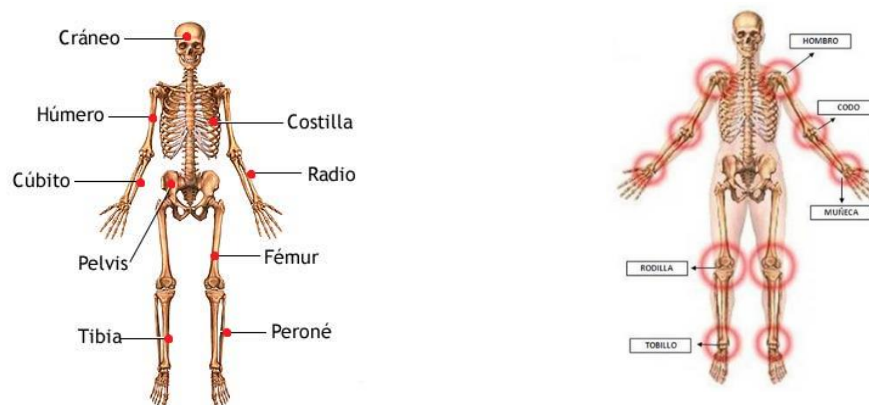 Cráneo
Húmero
Costilla
Cúbito
Radio
Pelvis
Fémur
Tibia
Peroné
HOMBRO
CODO
MUÑECA
RODILLA
TOBILLO